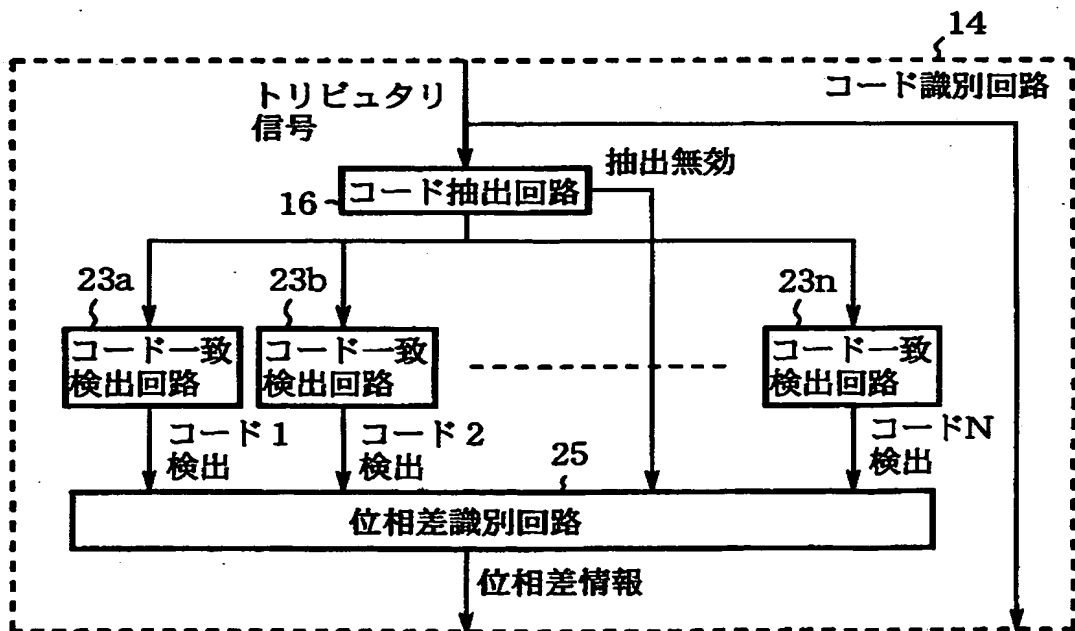 14
コード識別回路
トリビュタリ
信号
抽出無効
コード抽出回路
16
23a
23b
23n
コード一致
検出回路
コード一致
検出回路
コード一致
検出回路
コード1
検出
コード2
検出
コードN
検出
25
位相差識別回路
位相差情報